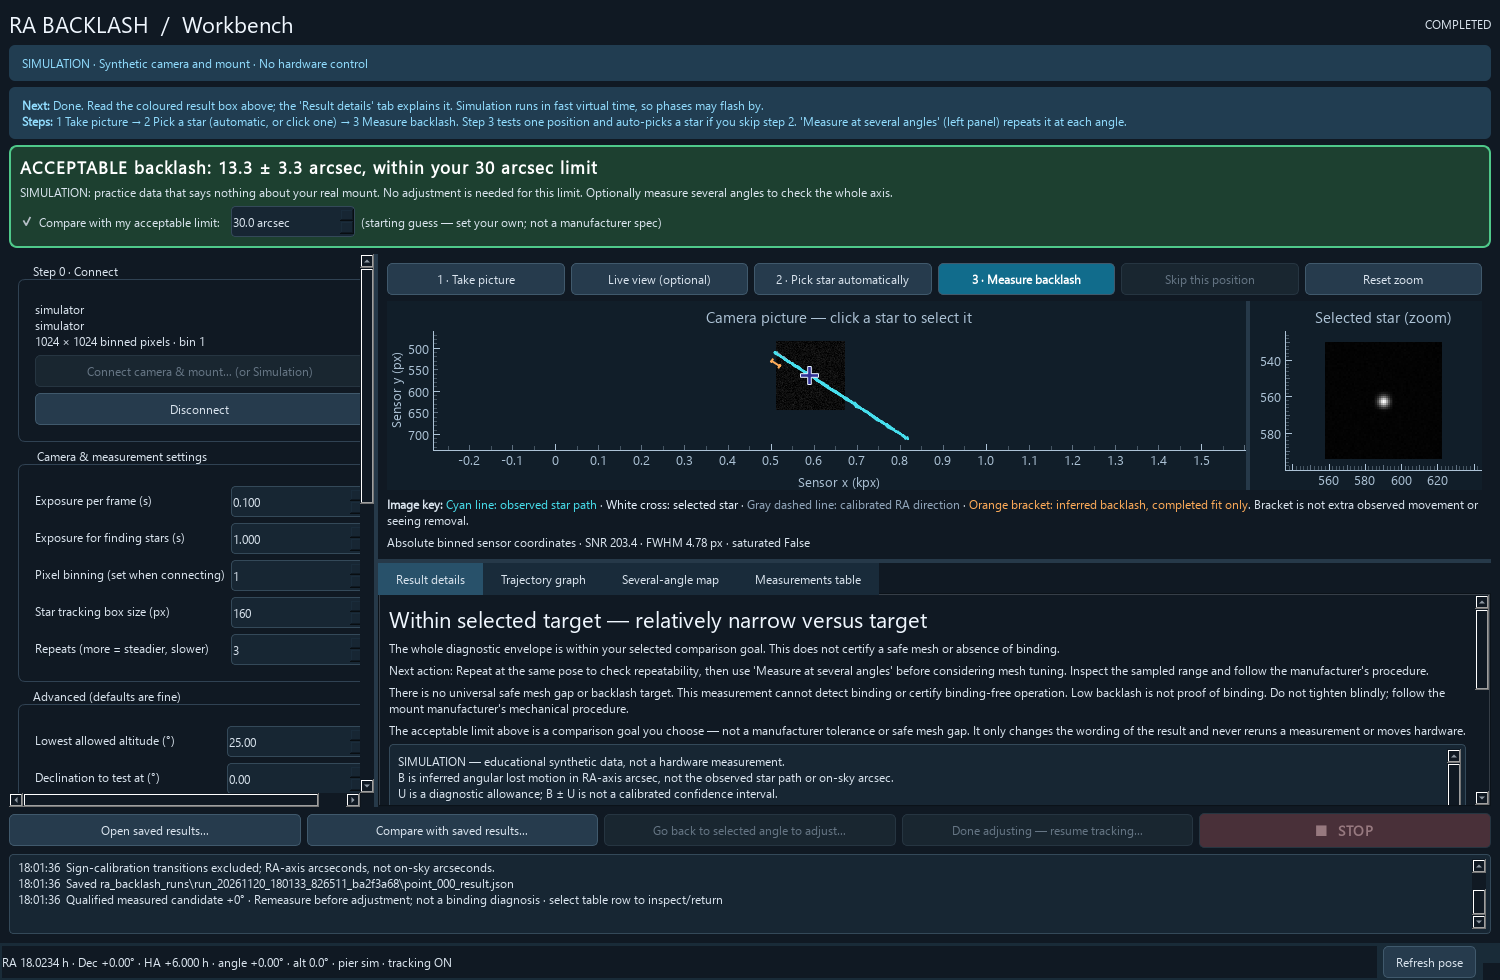 RA BACKLASH / Workbench
COMPLETED
SIMULATION · Synthetic camera and mount · No hardware control
Next: Done. Read the coloured result box above; the 'Result details' tab explains it. Simulation runs in fast virtual time, so phases may flash by.
Steps: 1 Take picture → 2 Pick a star (automatic, or click one) → 3 Measure backlash. Step 3 tests one position and auto-picks a star if you skip step 2. 'Measure at several angles' (left panel) repeats it at each angle.
ACCEPTABLE backlash: 13.3 ± 3.3 arcsec, within your 30 arcsec limit
SIMULATION: practice data that says nothing about your real mount. No adjustment is needed for this limit. Optionally measure several angles to check the whole axis.
✓ Compare with my acceptable limit: 30.0 arcsec (starting guess — set your own; not a manufacturer spec)
Step 0 · Connect
simulator
simulator
1024 × 1024 binned pixels · bin 1
Connect camera & mount... (or Simulation)
Disconnect
Camera & measurement settings
Exposure per frame (s) 0.100
Exposure for finding stars (s) 1.000
Pixel binning (set when connecting) 1
Star tracking box size (px) 160
Repeats (more = steadier, slower) 3
Advanced (defaults are fine)
Lowest allowed altitude (°) 25.00
Declination to test at (°) 0.00
1 · Take picture
Live view (optional)
2 · Pick star automatically
3 · Measure backlash
Skip this position
Reset zoom
Camera picture — click a star to select it
Sensor y (px)
500
550
600
650
700
-0.2 -0.1 0 0.1 0.2 0.3 0.4 0.5 0.6 0.7 0.8 0.9 1.0 1.1 1.2 1.3 1.4 1.5
Sensor x (kpx)
Selected star (zoom)
540
560
580
560 580 600 620
Image key: Cyan line: observed star path · White cross: selected star · Gray dashed line: calibrated RA direction · Orange bracket: inferred backlash, completed fit only. Bracket is not extra observed movement or
seeing removal.
Absolute binned sensor coordinates · SNR 203.4 · FWHM 4.78 px · saturated False
Result details
Trajectory graph
Several-angle map
Measurements table
Within selected target — relatively narrow versus target
The whole diagnostic envelope is within your selected comparison goal. This does not certify a safe mesh or absence of binding.
Next action: Repeat at the same pose to check repeatability, then use 'Measure at several angles' before considering mesh tuning. Inspect the sampled range and follow the manufacturer's procedure.
There is no universal safe mesh gap or backlash target. This measurement cannot detect binding or certify binding-free operation. Low backlash is not proof of binding. Do not tighten blindly; follow the
mount manufacturer's mechanical procedure.
The acceptable limit above is a comparison goal you choose — not a manufacturer tolerance or safe mesh gap. It only changes the wording of the result and never reruns a measurement or moves hardware.
SIMULATION — educational synthetic data, not a hardware measurement.
B is inferred angular lost motion in RA-axis arcsec, not the observed star path or on-sky arcsec.
U is a diagnostic allowance; B ± U is not a calibrated confidence interval.
Open saved results...
Compare with saved results...
Go back to selected angle to adjust...
Done adjusting — resume tracking...
■ STOP
18:01:36 Sign-calibration transitions excluded; RA-axis arcseconds, not on-sky arcseconds.
18:01:36 Saved ra_backlash_runs\run_20261120_180133_826511_ba2f3a68\point_000_result.json
18:01:36 Qualified measured candidate +0° · Remeasure before adjustment; not a binding diagnosis · select table row to inspect/return
RA 18.0234 h · Dec +0.00° · HA +6.000 h · angle +0.00° · alt 0.0° · pier sim · tracking ON
Refresh pose